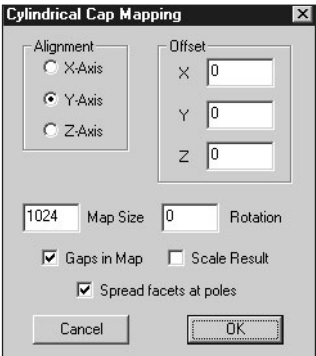 Cylindrical Cap Mapping
Alignment
X-Axis
Y-Axis
Z-Axis
Offset
X 0
Y 0
Z 0
1024 Map Size 0 Rotation
Gaps in Map Scale Result
Spread facets at poles
Cancel OK